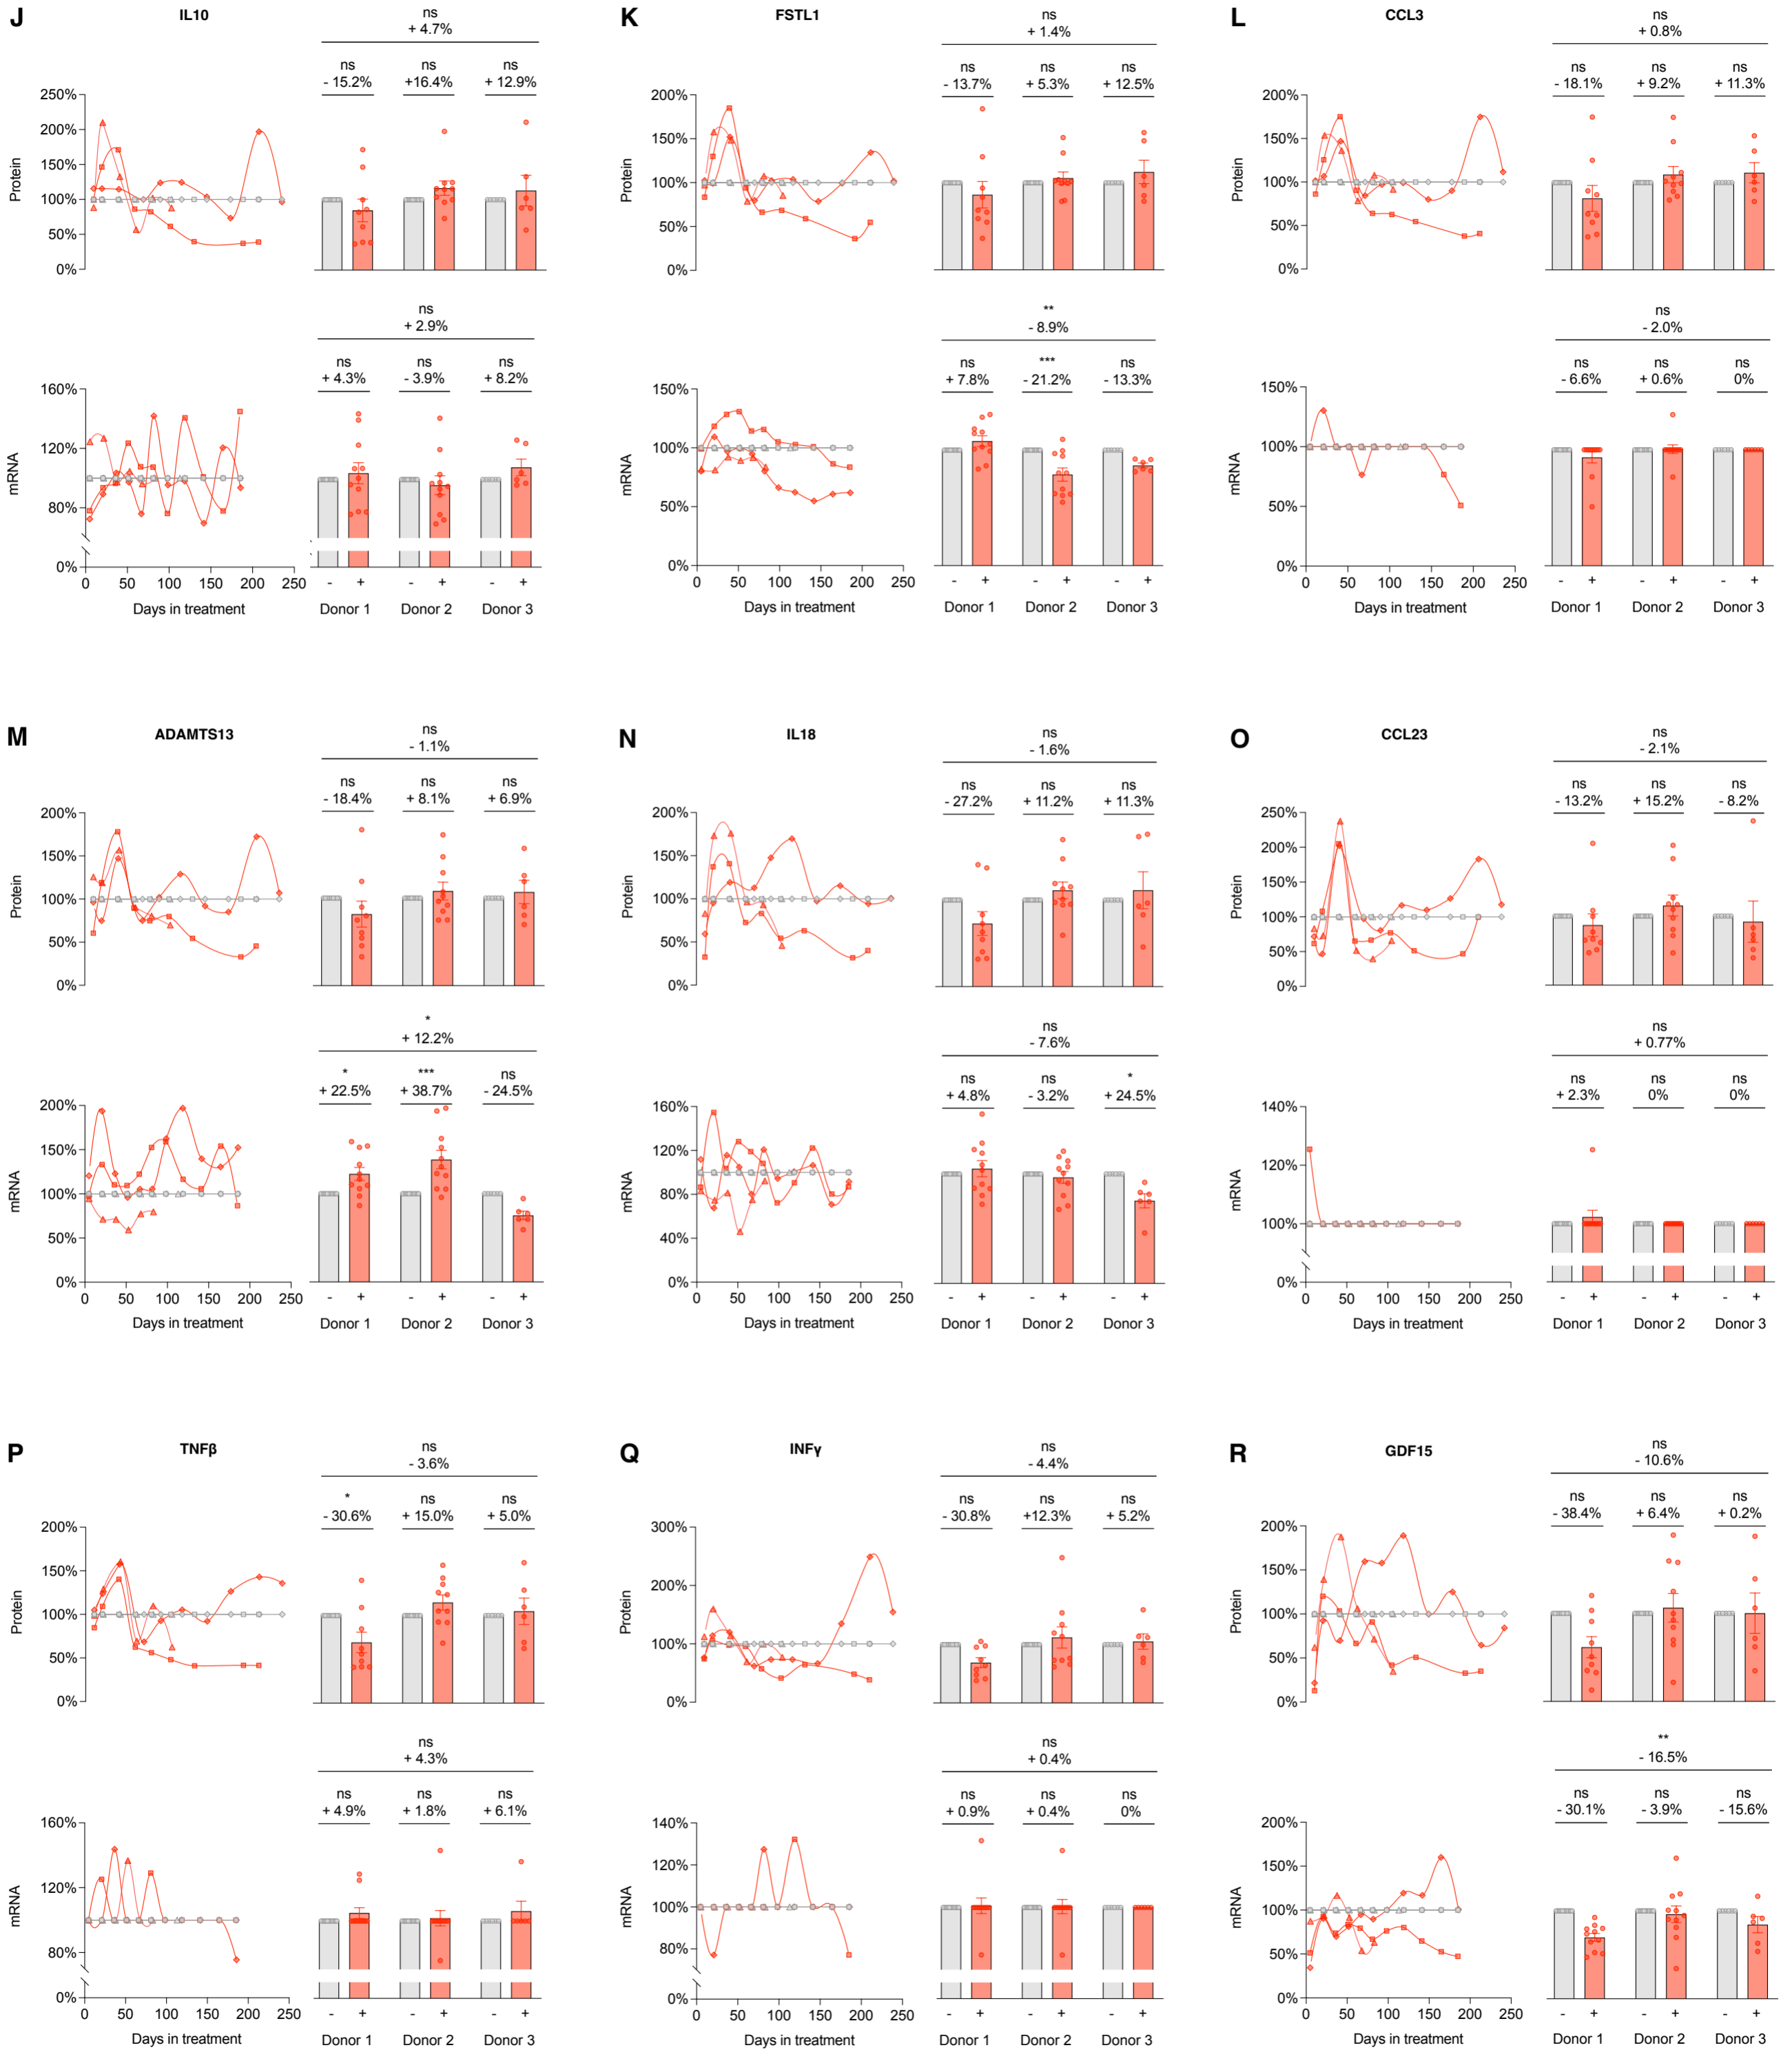 J
IL10
ns
+ 4.7%
ns
ns
ns
- 15.2%
+16.4%
+ 12.9%
250%
200%
150%
100%
50%
0%
Protein
ns
+ 2.9%
ns
ns
ns
+ 4.3%
- 3.9%
+ 8.2%
160%
120%
80%
0%
mRNA
0 50 100 150 200 250
Days in treatment
- + - + - +
Donor 1 Donor 2 Donor 3
K
FSTL1
ns
+ 1.4%
ns
ns
ns
- 13.7%
+ 5.3%
+ 12.5%
200%
150%
100%
50%
0%
Protein
**
- 8.9%
ns
***
ns
+ 7.8%
- 21.2%
- 13.3%
150%
100%
50%
0%
mRNA
0 50 100 150 200 250
Days in treatment
- + - + - +
Donor 1 Donor 2 Donor 3
L
CCL3
ns
+ 0.8%
ns
ns
ns
- 18.1%
+ 9.2%
+ 11.3%
200%
150%
100%
50%
0%
Protein
ns
- 2.0%
ns
ns
ns
- 6.6%
+ 0.6%
0%
150%
100%
50%
0%
mRNA
0 50 100 150 200 250
Days in treatment
- + - + - +
Donor 1 Donor 2 Donor 3
M
ADAMTS13
ns
- 1.1%
ns
ns
ns
- 18.4%
+ 8.1%
+ 6.9%
200%
150%
100%
50%
0%
Protein
*
+ 12.2%
*
***
ns
+ 22.5%
+ 38.7%
- 24.5%
200%
150%
100%
50%
0%
mRNA
0 50 100 150 200 250
Days in treatment
- + - + - +
Donor 1 Donor 2 Donor 3
N
IL18
ns
- 1.6%
ns
ns
ns
- 27.2%
+ 11.2%
+ 11.3%
200%
150%
100%
50%
0%
Protein
ns
- 7.6%
ns
ns
*
+ 4.8%
- 3.2%
+ 24.5%
160%
120%
80%
40%
0%
mRNA
0 50 100 150 200 250
Days in treatment
- + - + - +
Donor 1 Donor 2 Donor 3
O
CCL23
ns
- 2.1%
ns
ns
ns
- 13.2%
+ 15.2%
- 8.2%
250%
200%
150%
100%
50%
0%
Protein
ns
+ 0.77%
ns
ns
ns
+ 2.3%
0%
0%
140%
120%
100%
0%
mRNA
0 50 100 150 200 250
Days in treatment
- + - + - +
Donor 1 Donor 2 Donor 3
P
TNFβ
ns
- 3.6%
*
ns
ns
- 30.6%
+ 15.0%
+ 5.0%
200%
150%
100%
50%
0%
Protein
ns
+ 4.3%
ns
ns
ns
+ 4.9%
+ 1.8%
+ 6.1%
160%
120%
80%
0%
mRNA
0 50 100 150 200 250
Days in treatment
- + - + - +
Donor 1 Donor 2 Donor 3
Q
INFγ
ns
- 4.4%
ns
ns
ns
- 30.8%
+12.3%
+ 5.2%
300%
200%
100%
0%
Protein
ns
+ 0.4%
ns
ns
ns
+ 0.9%
+ 0.4%
0%
140%
120%
100%
80%
0%
mRNA
0 50 100 150 200 250
Days in treatment
- + - + - +
Donor 1 Donor 2 Donor 3
R
GDF15
ns
- 10.6%
ns
ns
ns
- 38.4%
+ 6.4%
+ 0.2%
200%
150%
100%
50%
0%
Protein
**
- 16.5%
ns
ns
ns
- 30.1%
- 3.9%
- 15.6%
200%
150%
100%
50%
0%
mRNA
0 50 100 150 200 250
Days in treatment
- + - + - +
Donor 1 Donor 2 Donor 3